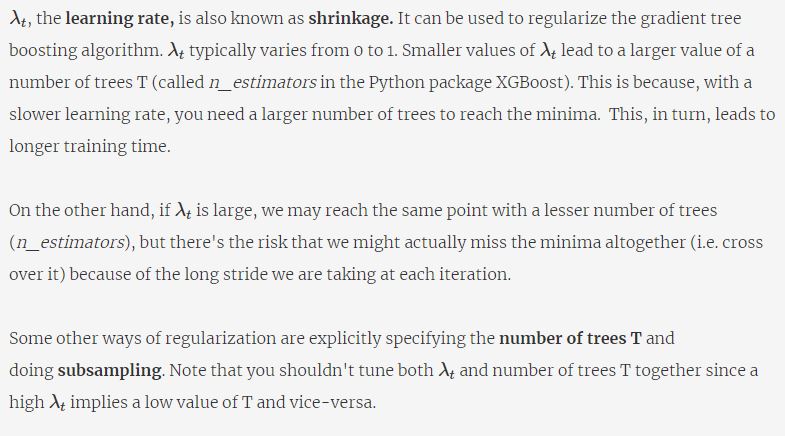 λₜ, the learning rate, is also known as shrinkage. It can be used to regularize the gradient tree
boosting algorithm. λₜ typically varies from 0 to 1. Smaller values of λₜ lead to a larger value of a
number of trees T (called n_estimators in the Python package XGBoost). This is because, with a
slower learning rate, you need a larger number of trees to reach the minima. This, in turn, leads to
longer training time.
On the other hand, if λₜ is large, we may reach the same point with a lesser number of trees
(n_estimators), but there's the risk that we might actually miss the minima altogether (i.e. cross
over it) because of the long stride we are taking at each iteration.
Some other ways of regularization are explicitly specifying the number of trees T and
doing subsampling. Note that you shouldn't tune both λₜ and number of trees T together since a
high λₜ implies a low value of T and vice-versa.